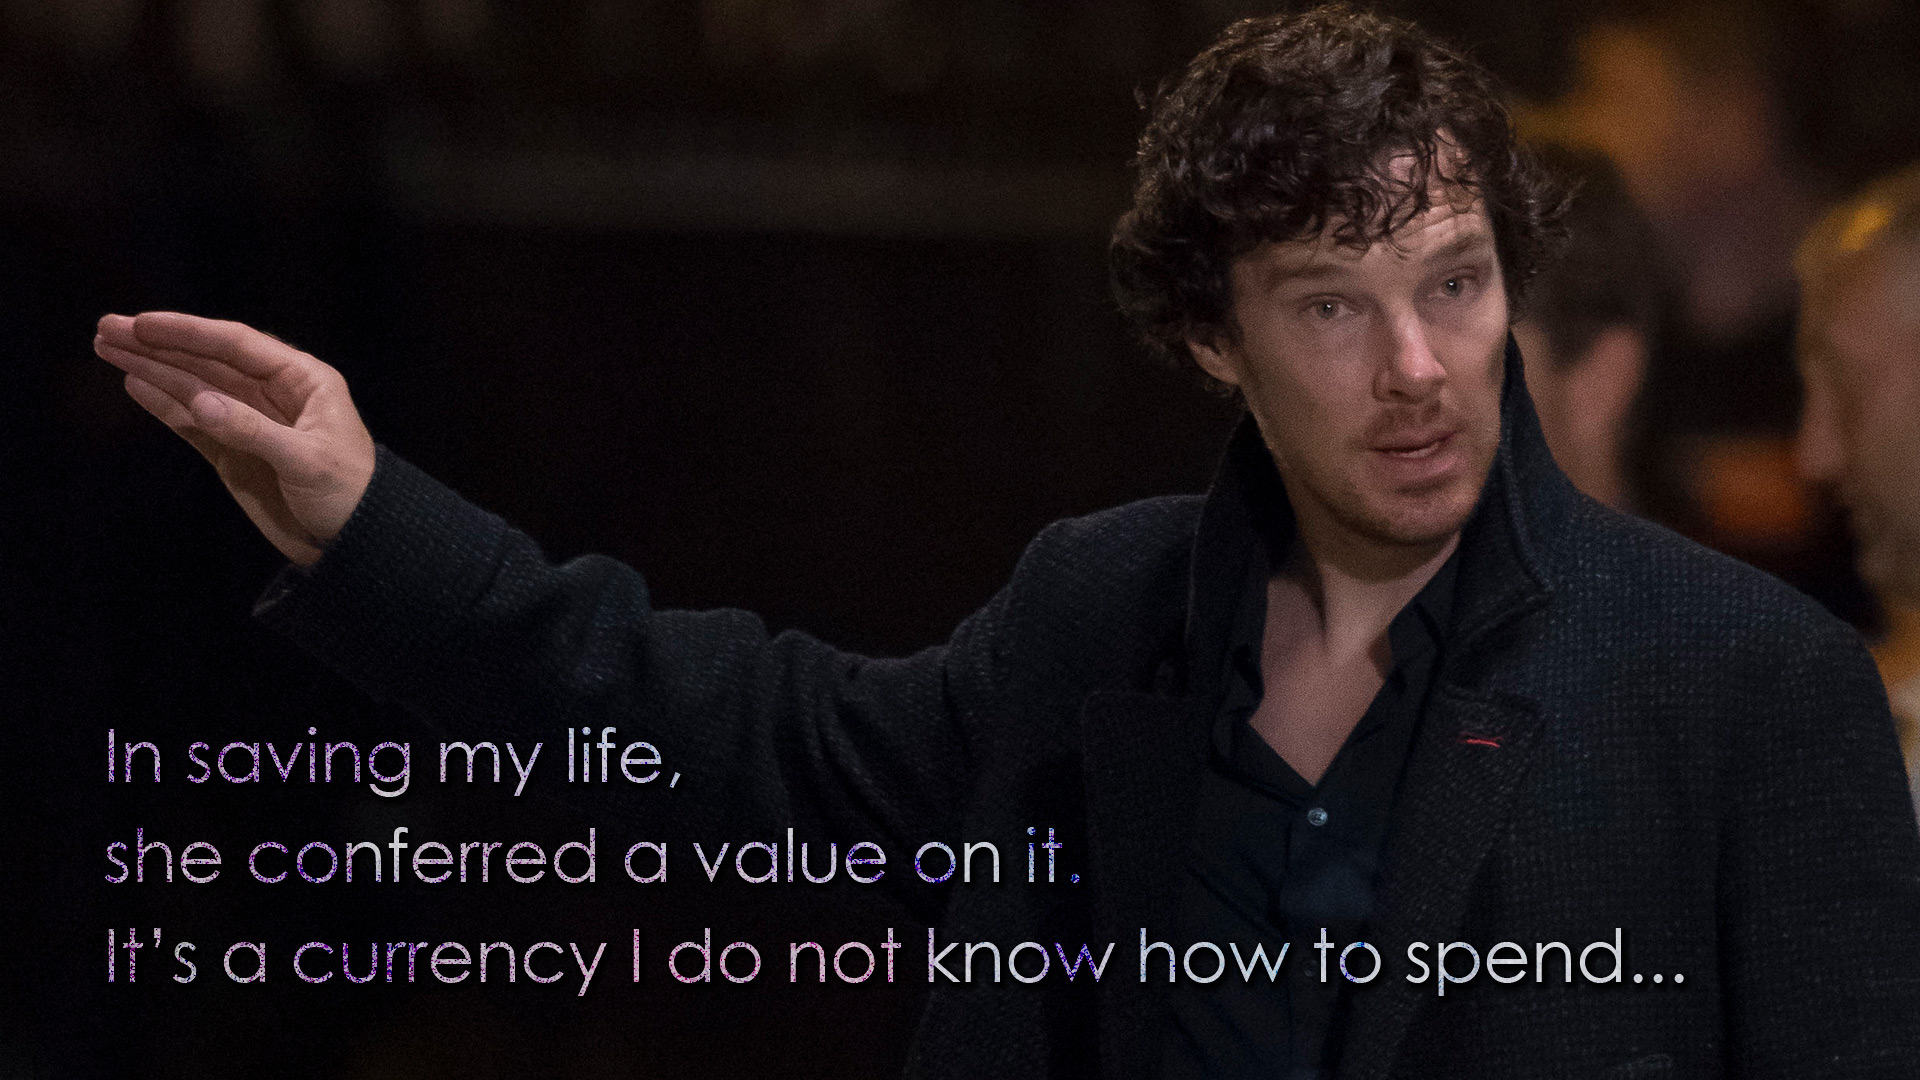 In saving my life,
she conferred a value on it.
It’s a currency I do not know how to spend...